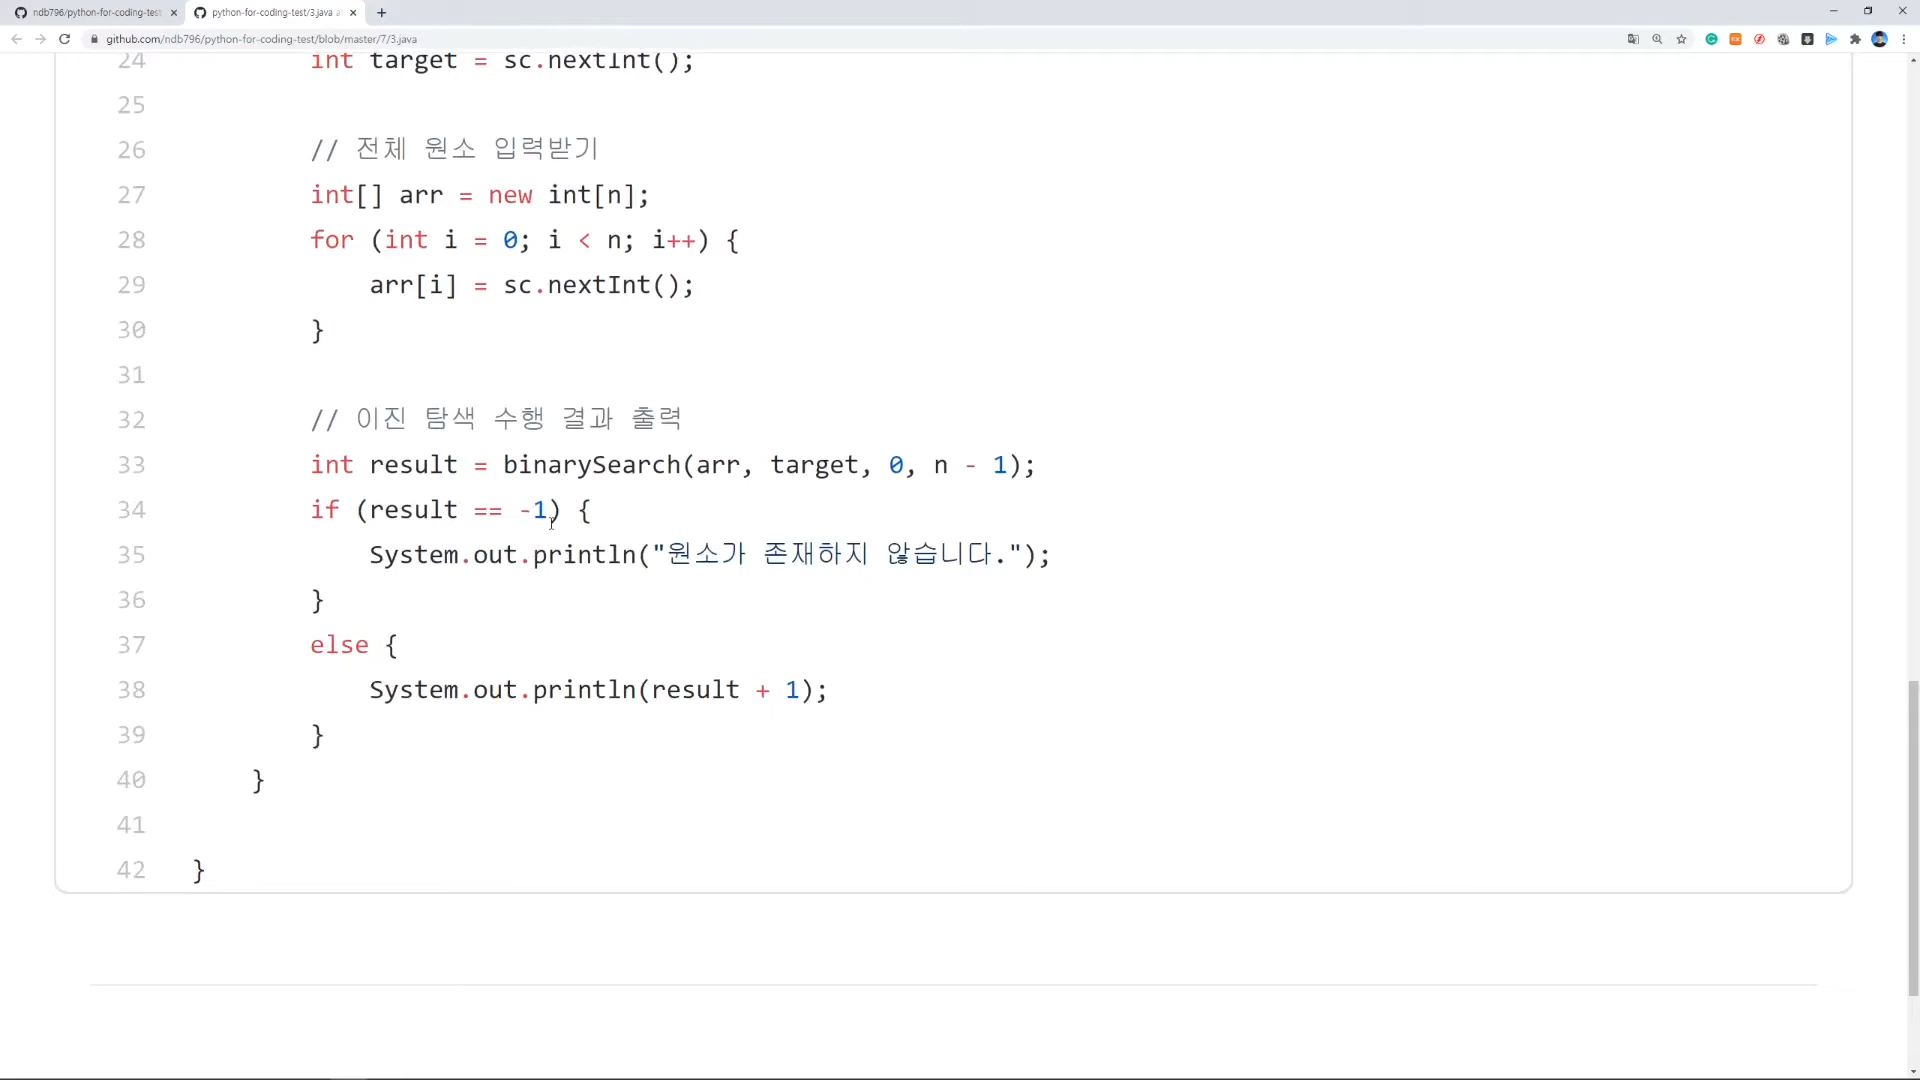 ndb796/python-for-coding-test
python-for-coding-test/3.java a
github.com/ndb796/python-for-coding-test/blob/master/7/3.java
24 int target = sc.nextInt();
25
26 // 전체 원소 입력받기
27 int[] arr = new int[n];
28 for (int i = 0; i < n; i++) {
29 arr[i] = sc.nextInt();
30 }
31
32 // 이진 탐색 수행 결과 출력
33 int result = binarySearch(arr, target, 0, n - 1);
34 if (result == -1) {
35 System.out.println("원소가 존재하지 않습니다.");
36 }
37 else {
38 System.out.println(result + 1);
39 }
40 }
41
42 }